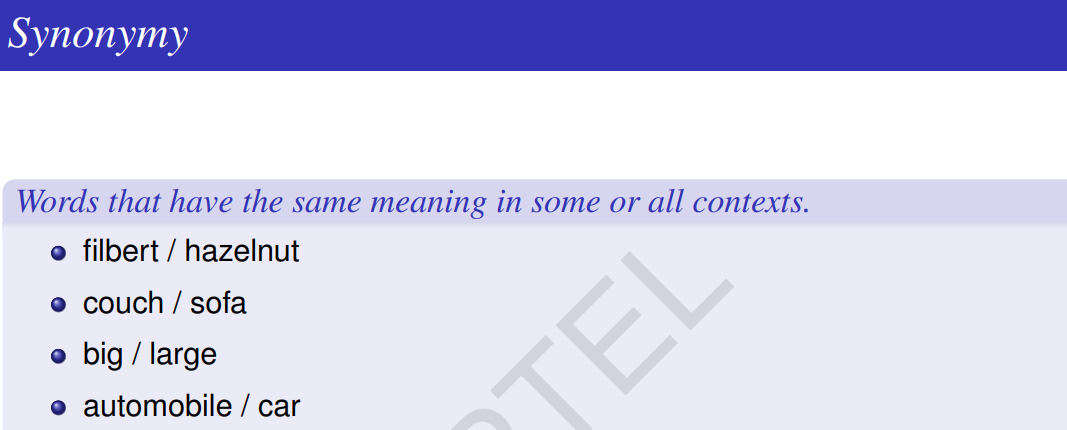 Synonymy
Words that have the same meaning in some or all contexts.
filbert / hazelnut
couch / sofa
big / large
automobile / car